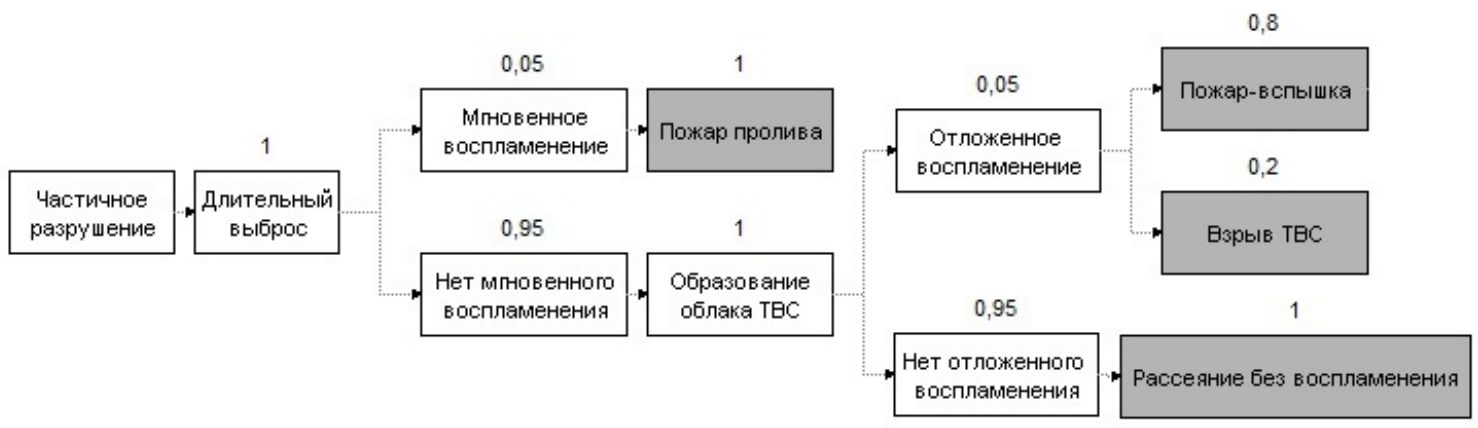 0,8
0,05
1
Пожар-вспышка
0,05
Мгновенное
воспламенение
Пожар пролива
Отложенное
воспламенение
1
0,2
Частичное
разрушение
Длительный
выброс
0,95
1
Взрыв ТВС
Нет мгновенного
воспламенения
Образование
облака ТВС
0,95
1
Нет отложенного
воспламенения
Рассеяние без воспламенения